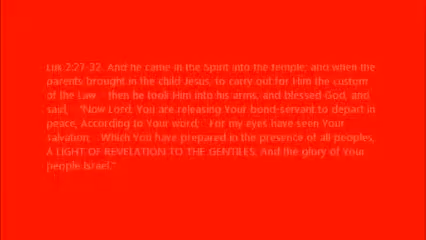 Luk 2:27-32 And he came in the Spirit into the temple; and when the
parents brought in the child Jesus, to carry out for Him the custom
of the Law then he took Him into his arms, and blessed God, and
said, "Now Lord, You are releasing Your bond-servant to depart in
peace, According to Your word; For my eyes have seen Your
salvation, Which You have prepared in the presence of all peoples,
A LIGHT OF REVELATION TO THE GENTILES, And the glory of Your
people Israel."